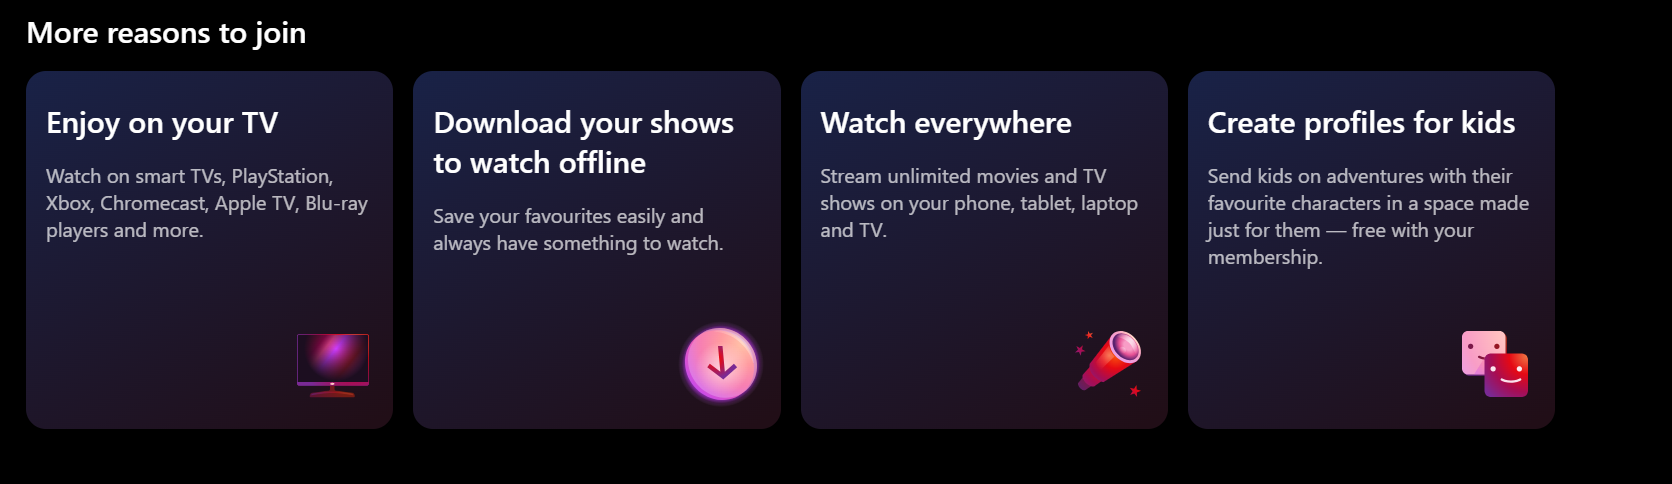 More reasons to join
Enjoy on your TV
Watch on smart TVs, PlayStation,
Xbox, Chromecast, Apple TV, Blu-ray
players and more.
Download your shows
to watch offline
Save your favourites easily and
always have something to watch.
Watch everywhere
Stream unlimited movies and TV
shows on your phone, tablet, laptop
and TV.
Create profiles for kids
Send kids on adventures with their
favourite characters in a space made
just for them — free with your
membership.